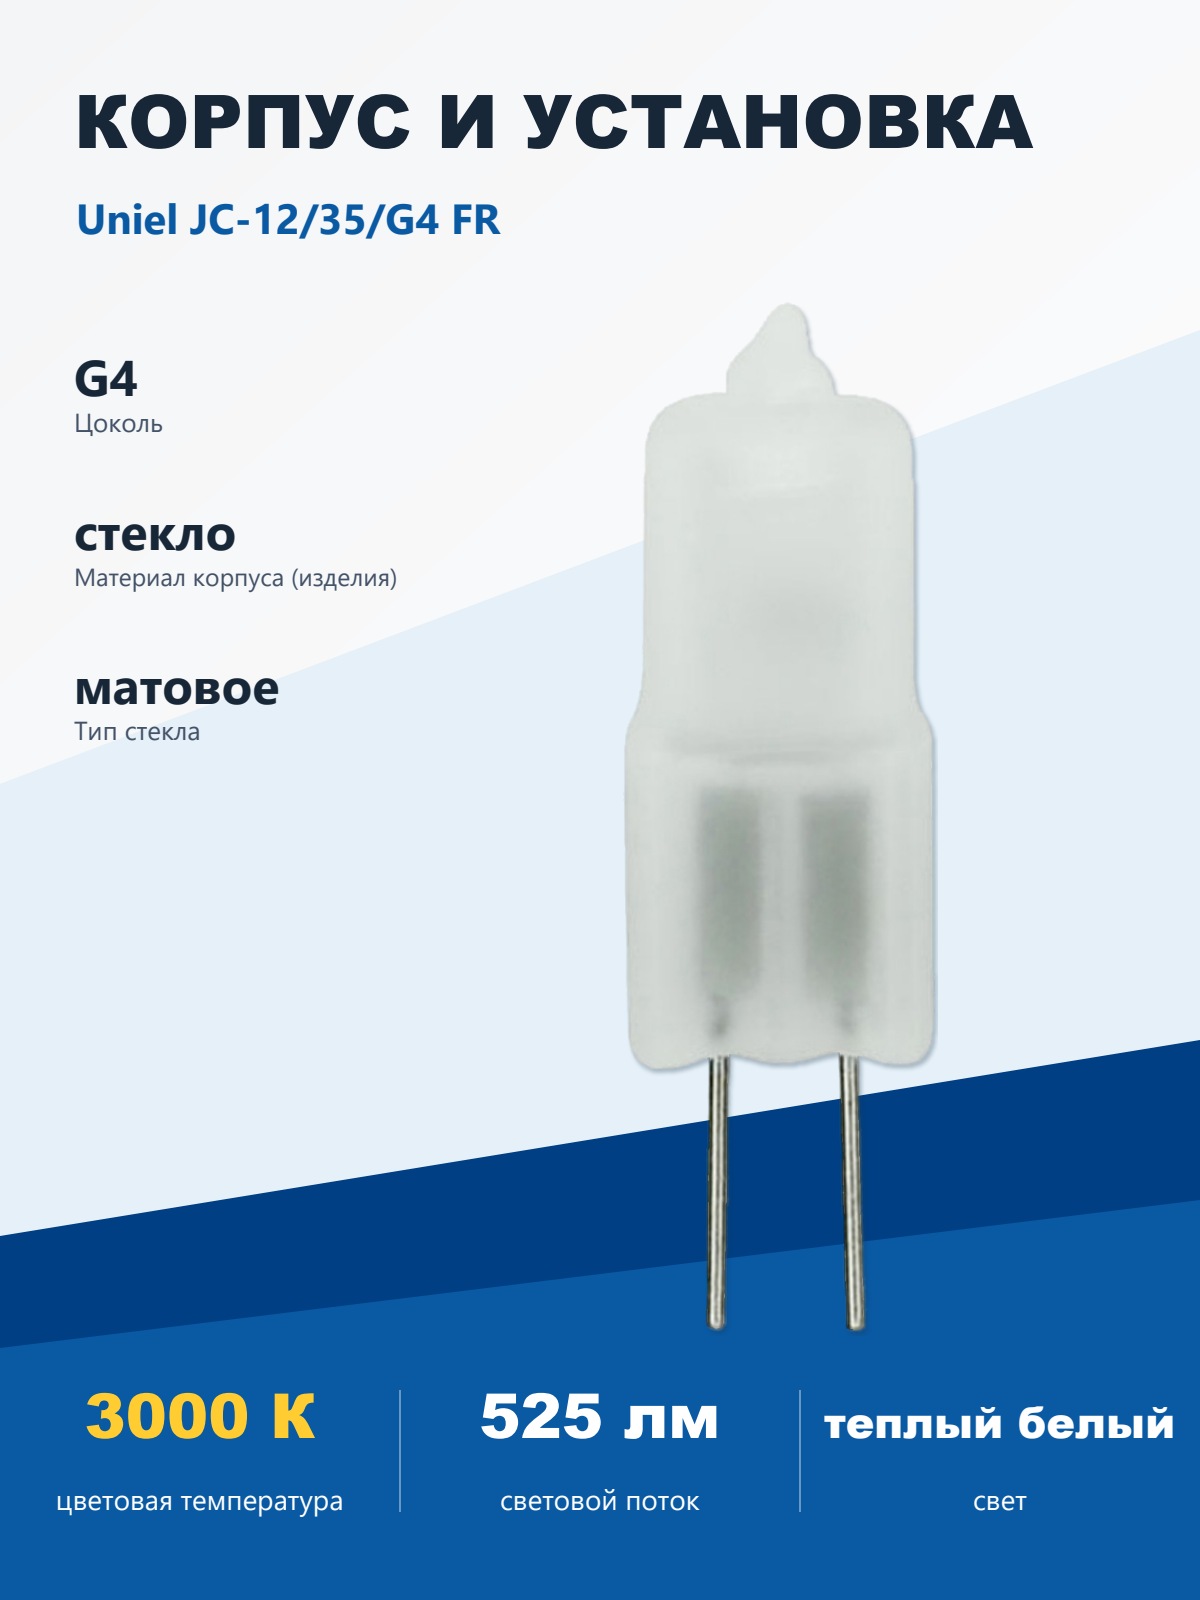 КОРПУС И УСТАНОВКА
Uniel JC-12/35/G4 FR
G4
Цоколь
стекло
Материал корпуса (изделия)
матовое
Тип стекла
3000 К
цветовая температура
525 лм
световой поток
теплый белый
свет